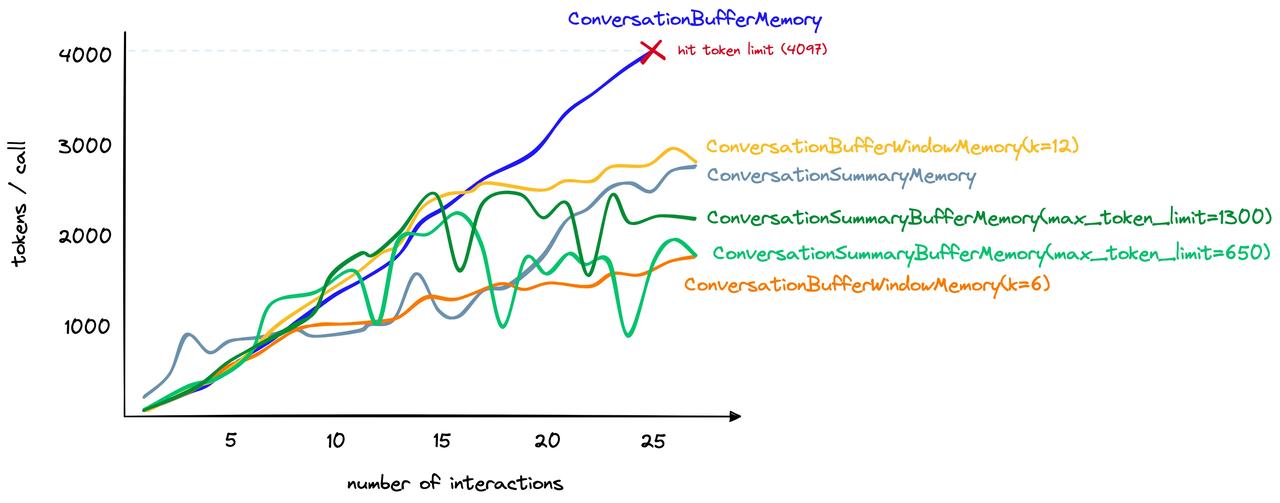 ConversationBufferMemory
hit token limit (4097)
4000
3000
2000
1000
tokens / call
ConversationBufferWindowMemory(k=12)
ConversationSummaryMemory
ConversationSummaryBufferMemory(max_token_limit=1300)
ConversationSummaryBufferMemory(max_token_limit=650)
ConversationBufferWindowMemory(k=6)
5 10 15 20 25
number of interactions